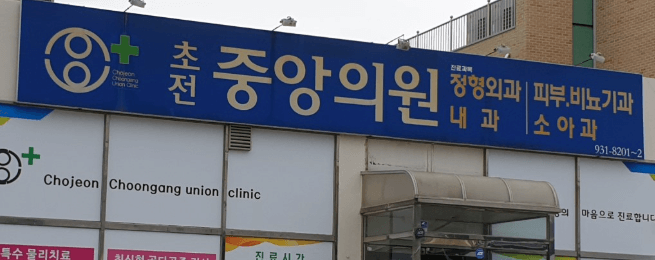 초전 중앙의원
Chojeon
Choongang
Union Clinic
진료과목
정형외과 피부.비뇨기과
내과 소아과
931-8201~2
Chojeon Choongang union clinic
마음으로 진료합니다
특수 물리치료
진료시간